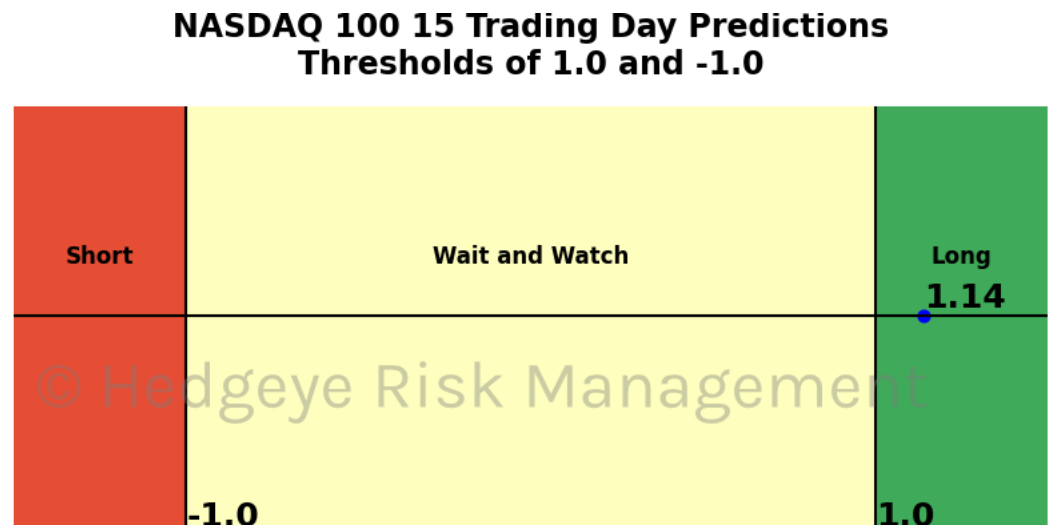 NASDAQ 100 15 Trading Day Predictions
Thresholds of 1.0 and -1.0
Short
Wait and Watch
Long
1.14
© Hedgeye Risk Management
-1.0
1.0